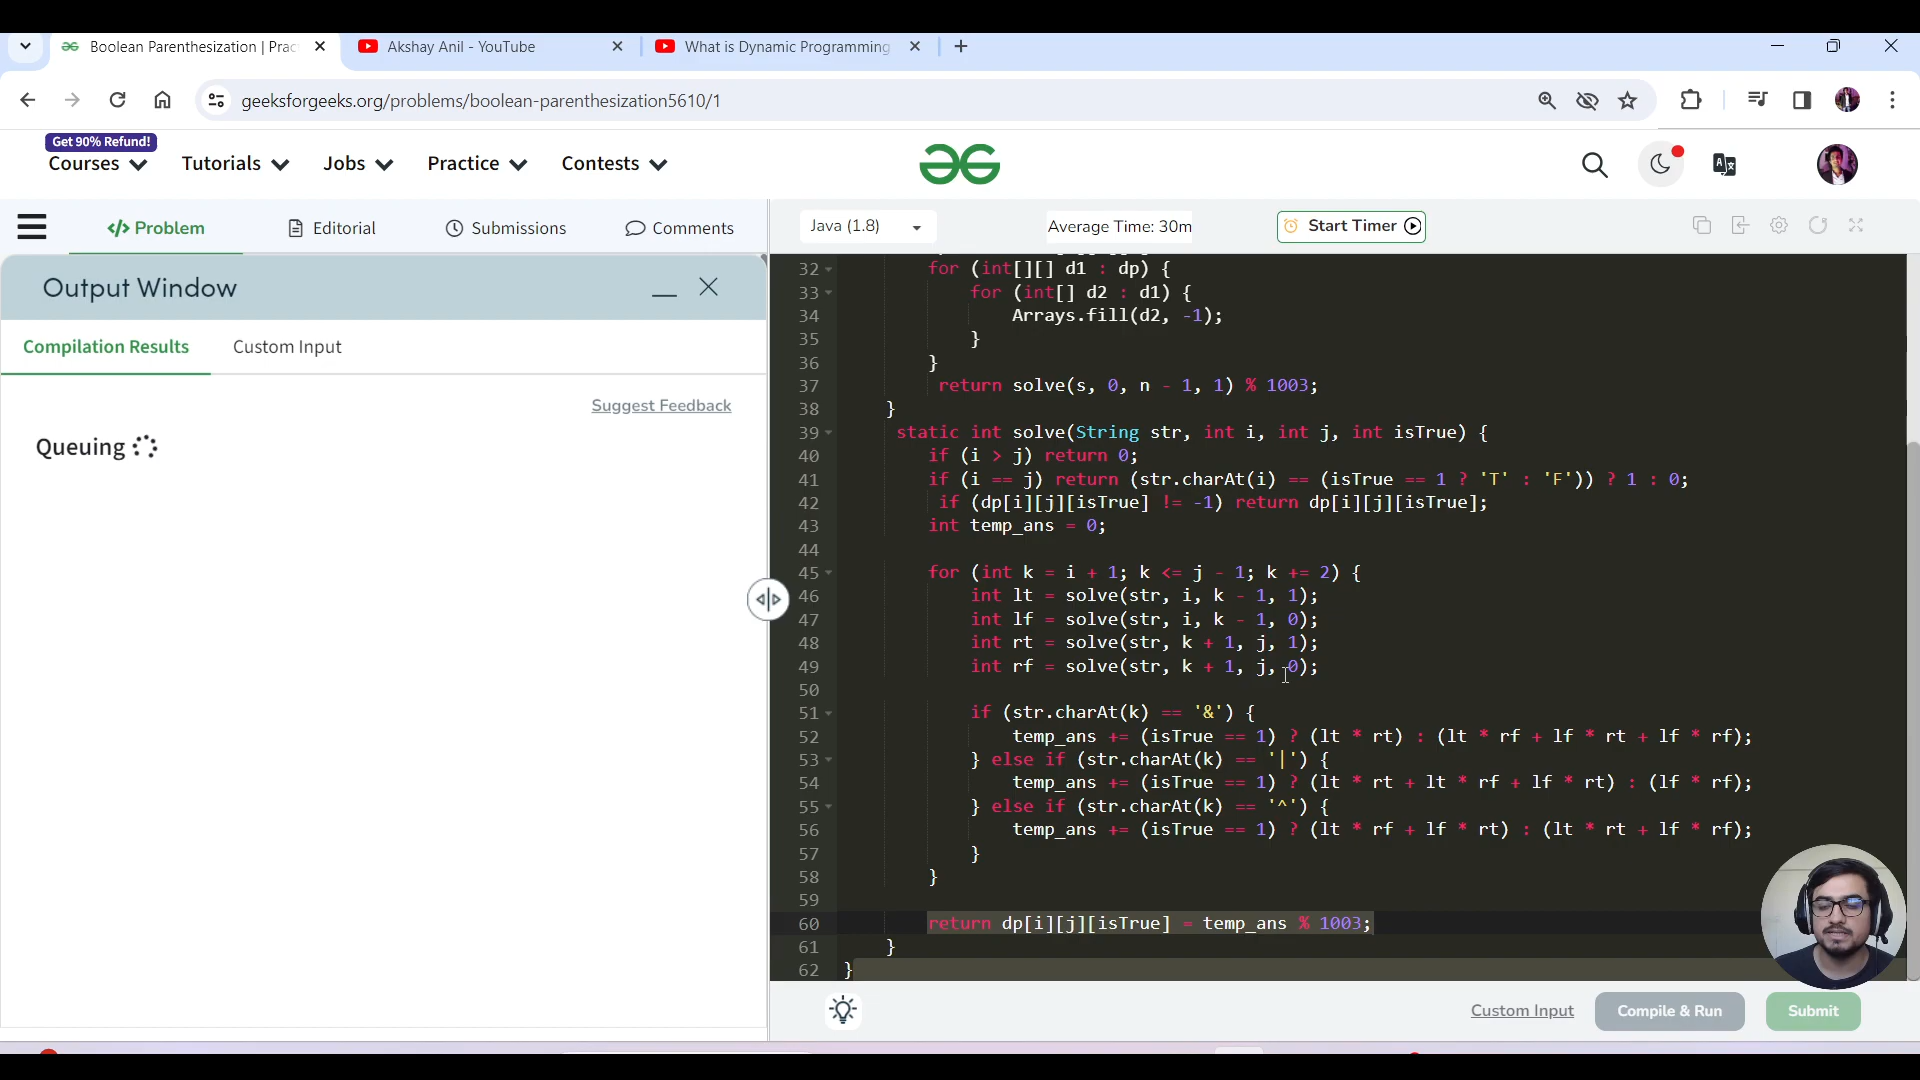 Boolean Parenthesization | Prac
Akshay Anil - YouTube
What is Dynamic Programming
geeksforgeeks.org/problems/boolean-parenthesization5610/1
Get 90% Refund!
Courses
Tutorials
Jobs
Practice
Contests
</> Problem
Editorial
Submissions
Comments
Java (1.8)
Average Time: 30m
Start Timer
Output Window
Compilation Results
Custom Input
Suggest Feedback
Queuing
32 for (int[][] d1 : dp) {
33 for (int[] d2 : d1) {
34 Arrays.fill(d2, -1);
35 }
36 }
37 return solve(s, 0, n - 1, 1) % 1003;
38 }
39 static int solve(String str, int i, int j, int isTrue) {
40 if (i > j) return 0;
41 if (i == j) return (str.charAt(i) == (isTrue == 1 ? 'T' : 'F')) ? 1 : 0;
42 if (dp[i][j][isTrue] != -1) return dp[i][j][isTrue];
43 int temp_ans = 0;
44
45 for (int k = i + 1; k <= j - 1; k += 2) {
46 int lt = solve(str, i, k - 1, 1);
47 int lf = solve(str, i, k - 1, 0);
48 int rt = solve(str, k + 1, j, 1);
49 int rf = solve(str, k + 1, j, 0);
50
51 if (str.charAt(k) == '&') {
52 temp_ans += (isTrue == 1) ? (lt * rt) : (lt * rf + lf * rt + lf * rf);
53 } else if (str.charAt(k) == '|') {
54 temp_ans += (isTrue == 1) ? (lt * rt + lt * rf + lf * rt) : (lf * rf);
55 } else if (str.charAt(k) == '^') {
56 temp_ans += (isTrue == 1) ? (lt * rf + lf * rt) : (lt * rt + lf * rf);
57 }
58 }
59
60 return dp[i][j][isTrue] = temp_ans % 1003;
61 }
62 }
Custom Input
Compile & Run
Submit